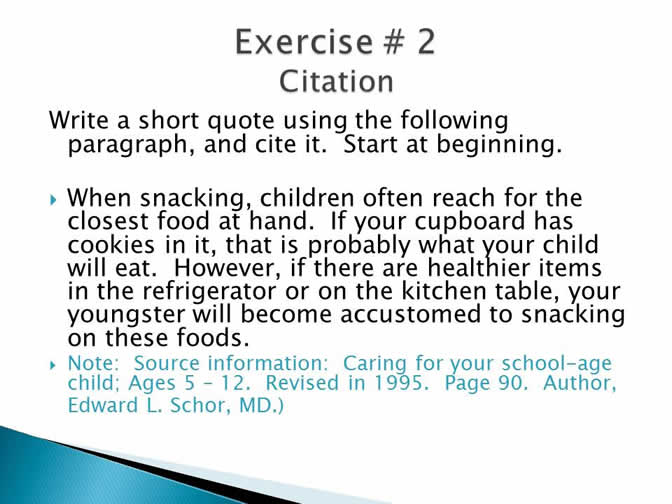 Exercise # 2
Citation
Write a short quote using the following
paragraph, and cite it.  Start at beginning.
When snacking, children often reach for the
closest food at hand.  If your cupboard has
cookies in it, that is probably what your child
will eat.  However, if there are healthier items
in the refrigerator or on the kitchen table, your
youngster will become accustomed to snacking
on these foods.
Note:  Source information:  Caring for your school-age
child; Ages 5 – 12.  Revised in 1995.  Page 90.  Author,
Edward L. Schor, MD.)